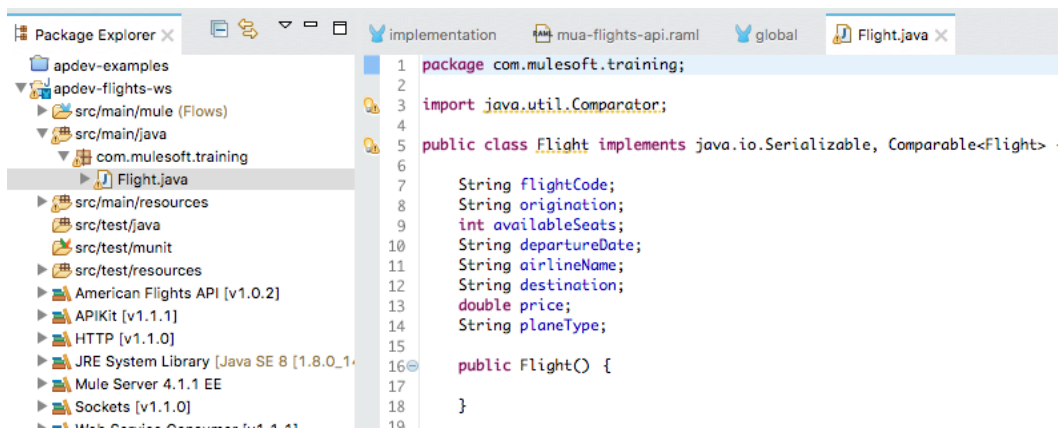 Package Explorer
implementation
mua-flights-api.raml
global
Flight.java
apdev-examples
apdev-flights-ws
src/main/mule (Flows)
src/main/java
com.mulesoft.training
Flight.java
src/main/resources
src/test/java
src/test/munit
src/test/resources
American Flights API [v1.0.2]
APIKit [v1.1.1]
HTTP [v1.1.0]
JRE System Library [Java SE 8 [1.8.0_14
Mule Server 4.1.1 EE
Sockets [v1.1.0]
1 package com.mulesoft.training;
2
3 import java.util.Comparator;
4
5 public class Flight implements java.io.Serializable, Comparable<Flight>
6
7 String flightCode;
8 String origination;
9 int availableSeats;
10 String departureDate;
11 String airlineName;
12 String destination;
13 double price;
14 String planeType;
15
16 public Flight() {
17
18 }
19